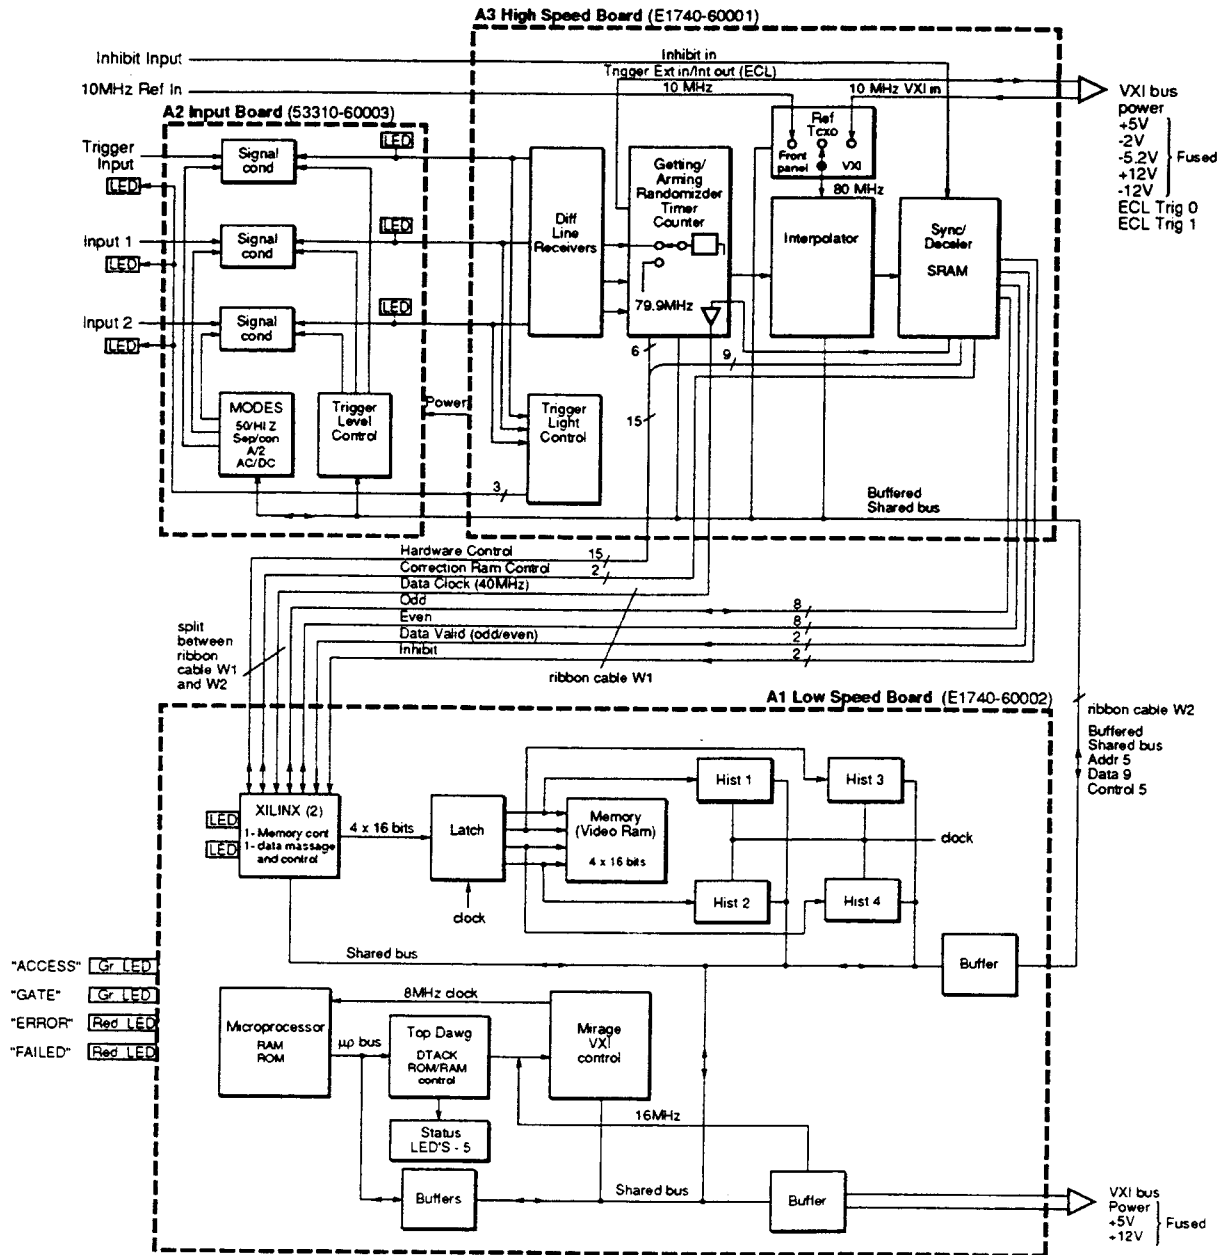 A3 High Speed Board (E1740-60001)
Inhibit Input
Inhibit in
Trigger Ext in/Int out (ECL)
10MHz Ref In
10 MHz
10 MHz VXI in
VXI bus
power
+5V
-2V
-5.2V
+12V
-12V
Fused
ECL Trig 0
ECL Trig 1
A2 Input Board (53310-60003)
Trigger
Input
LED
Signal
cond
LED
Input 1
LED
Signal
cond
LED
Input 2
LED
Signal
cond
LED
MODES
50/HI Z
Sep/con
A/2
AC/DC
Trigger
Level
Control
Power
Diff
Line
Receivers
Getting/
Arming
Randomizder
Timer
Counter
79.9MHz
Ref
Tcxo
Front
panel
VXI
80 MHz
Interpolator
Sync/
Deceler
SRAM
6
9
15
Trigger
Light
Control
3
Buffered
Shared bus
Hardware Control
15
Correction Ram Control
2
Data Clock (40MHz)
Odd
8
Even
8
Data Valid (odd/even)
2
Inhibit
2
split
between
ribbon
cable W1
and W2
ribbon cable W1
A1 Low Speed Board (E1740-60002)
ribbon cable W2
Buffered
Shared bus
Addr 5
Data 9
Control 5
LED
LED
XILINX (2)
1- Memory cont
1- data massage
and control
4 x 16 bits
Latch
clock
Memory
(Video Ram)
4 x 16 bits
Hist 1
Hist 3
clock
Hist 2
Hist 4
Shared bus
Buffer
"ACCESS" Gr LED
"GATE" Gr LED
"ERROR" Red LED
"FAILED" Red LED
Microprocessor
RAM
ROM
8MHz clock
µp bus
Top Dawg
DTACK
ROM/RAM
control
Mirage
VXI
control
Status
LED'S - 5
16MHz
Buffers
Shared bus
Buffer
VXI bus
Power
+5V
+12V
Fused